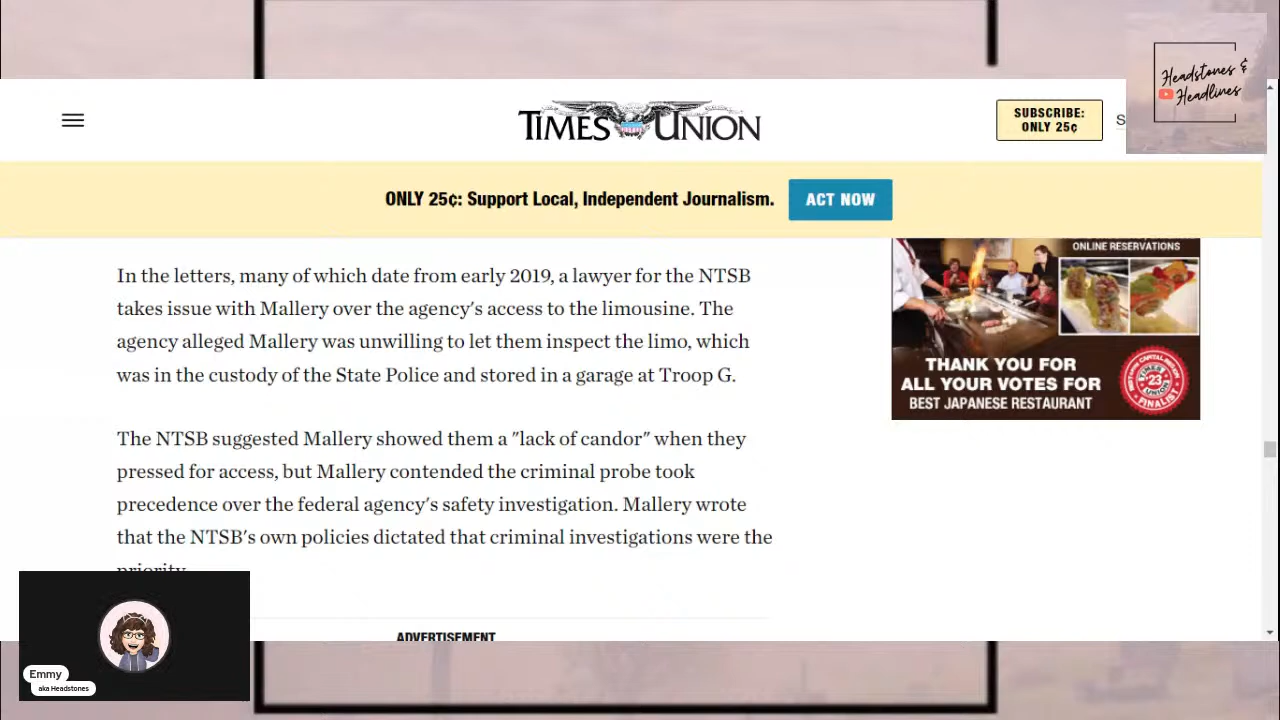 Headstones &
Headlines
TIMES UNION
SUBSCRIBE:
ONLY 25¢
S
ONLY 25¢: Support Local, Independent Journalism.
ACT NOW
In the letters, many of which date from early 2019, a lawyer for the NTSB
takes issue with Mallery over the agency's access to the limousine. The
agency alleged Mallery was unwilling to let them inspect the limo, which
was in the custody of the State Police and stored in a garage at Troop G.
The NTSB suggested Mallery showed them a "lack of candor" when they
pressed for access, but Mallery contended the criminal probe took
precedence over the federal agency's safety investigation. Mallery wrote
that the NTSB's own policies dictated that criminal investigations were the
priority.
ADVERTISEMENT
ONLINE RESERVATIONS
THANK YOU FOR
ALL YOUR VOTES FOR
BEST JAPANESE RESTAURANT
TIMES UNION
23
FINALIST
Emmy
aka Headstones